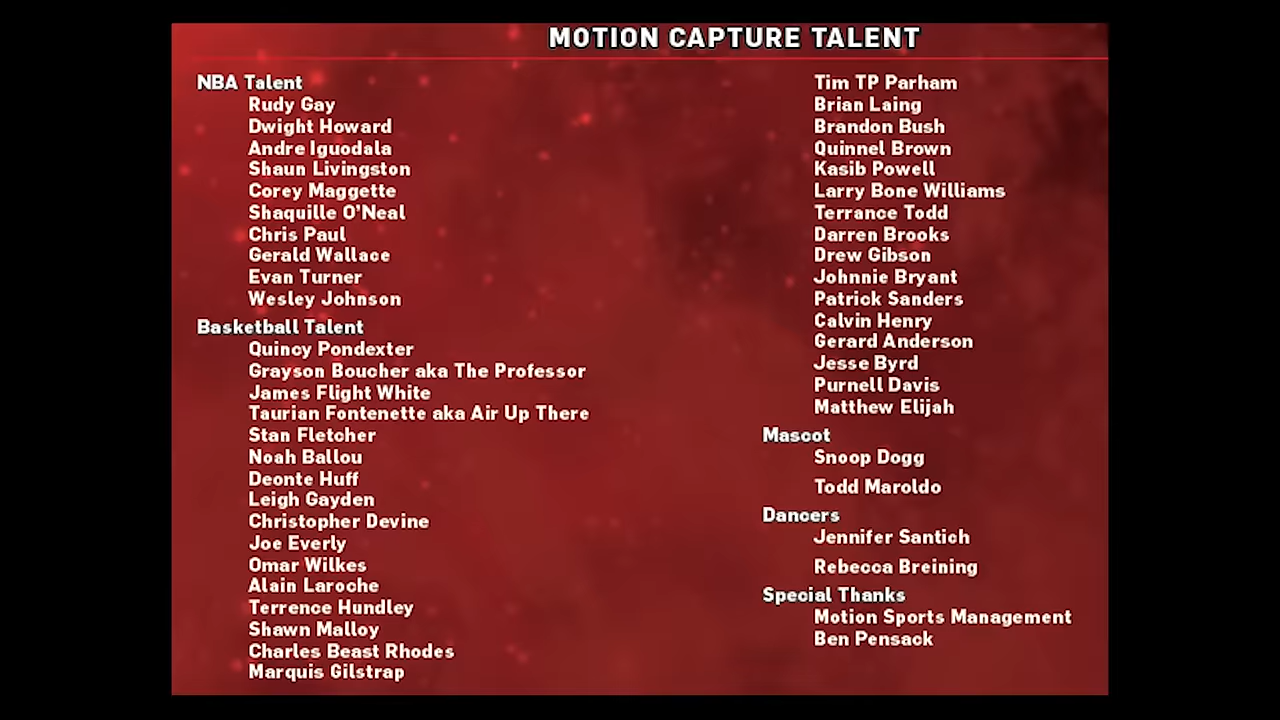 MOTION CAPTURE TALENT
NBA Talent
Rudy Gay
Dwight Howard
Andre Iguodala
Shaun Livingston
Corey Maggette
Shaquille O'Neal
Chris Paul
Gerald Wallace
Evan Turner
Wesley Johnson
Basketball Talent
Quincy Pondexter
Grayson Boucher aka The Professor
James Flight White
Taurian Fontenette aka Air Up There
Stan Fletcher
Noah Ballou
Deonte Huff
Leigh Gayden
Christopher Devine
Joe Everly
Omar Wilkes
Alain Laroche
Terrence Hundley
Shawn Malloy
Charles Beast Rhodes
Marquis Gilstrap
Tim TP Parham
Brian Laing
Brandon Bush
Quinnel Brown
Kasib Powell
Larry Bone Williams
Terrance Todd
Darren Brooks
Drew Gibson
Johnnie Bryant
Patrick Sanders
Calvin Henry
Gerard Anderson
Jesse Byrd
Purnell Davis
Matthew Elijah
Mascot
Snoop Dogg
Todd Maroldo
Dancers
Jennifer Santich
Rebecca Breining
Special Thanks
Motion Sports Management
Ben Pensack